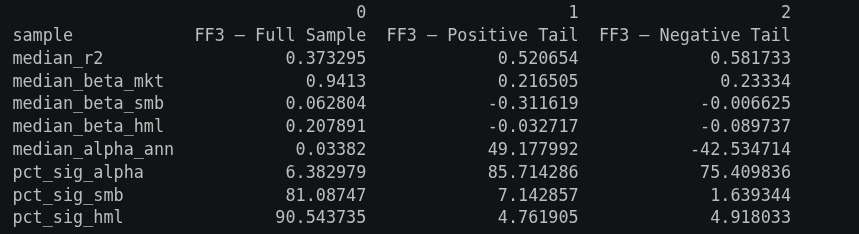 0 1 2
sample FF3 – Full Sample FF3 – Positive Tail FF3 – Negative Tail
median_r2 0.373295 0.520654 0.581733
median_beta_mkt 0.9413 0.216505 0.23334
median_beta_smb 0.062804 -0.311619 -0.006625
median_beta_hml 0.207891 -0.032717 -0.089737
median_alpha_ann 0.03382 49.177992 -42.534714
pct_sig_alpha 6.382979 85.714286 75.409836
pct_sig_smb 81.08747 7.142857 1.639344
pct_sig_hml 90.543735 4.761905 4.918033